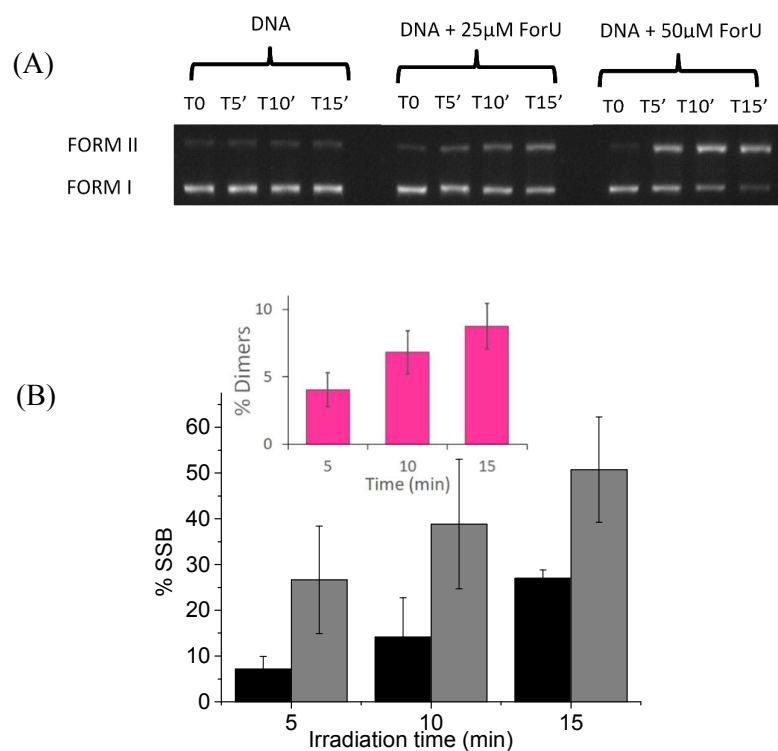 (A)
DNA DNA + 25μM ForU DNA + 50μM ForU
T0 T5’ T10’ T15’ T0 T5’ T10’ T15’ T0 T5’ T10’ T15’
FORM II
FORM I
(B)
% Dimers
10
5
0
5 10 15
Time (min)
% SSB
60
50
40
30
20
10
0
5 10 15
Irradiation time (min)